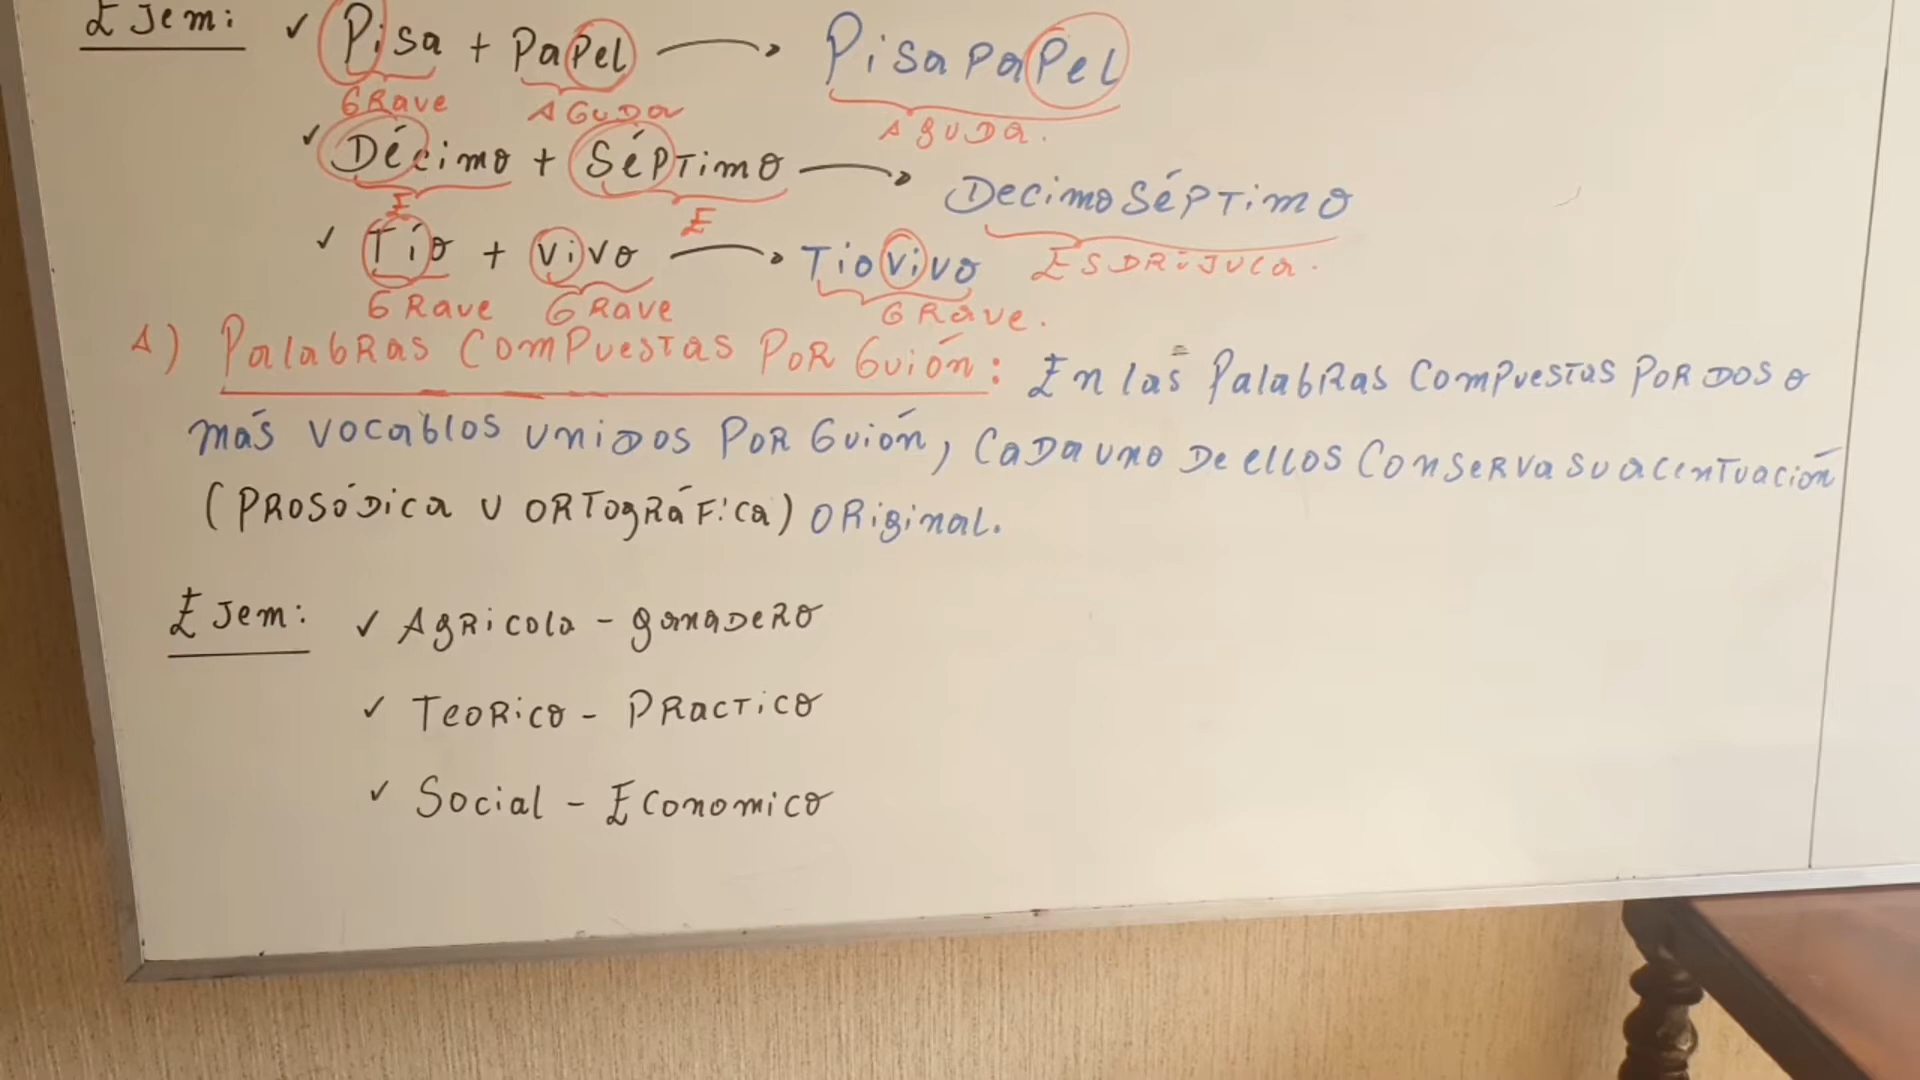 Ejem: ✓ Pisa + Papel → Pisapapel
Grave Aguda Aguda.
✓ Décimo + Séptimo → Decimoséptimo
E E Esdrújula.
✓ Tío + Vivo → Tiovivo
Grave Grave Grave.
A) Palabras compuestas por guión: En las palabras compuestas por dos o
más vocablos unidos por guión, cada uno de ellos conserva su acentuación
(prosódica u ortográfica) original.
Ejem: ✓ Agricola - ganadero
✓ Teorico - Practico
✓ Social - Economico